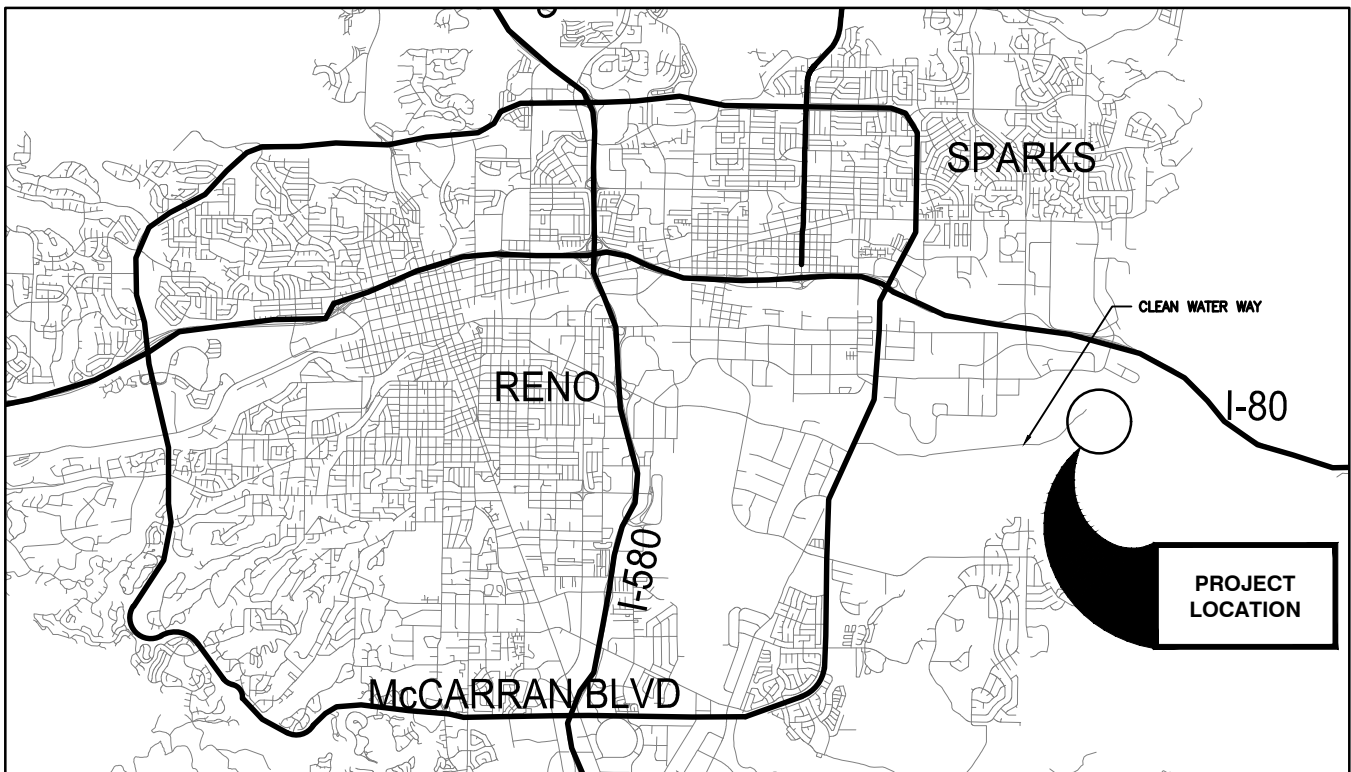 SPARKS
CLEAN WATER WAY
RENO
I-80
I-580
PROJECT
LOCATION
McCARRAN BLVD